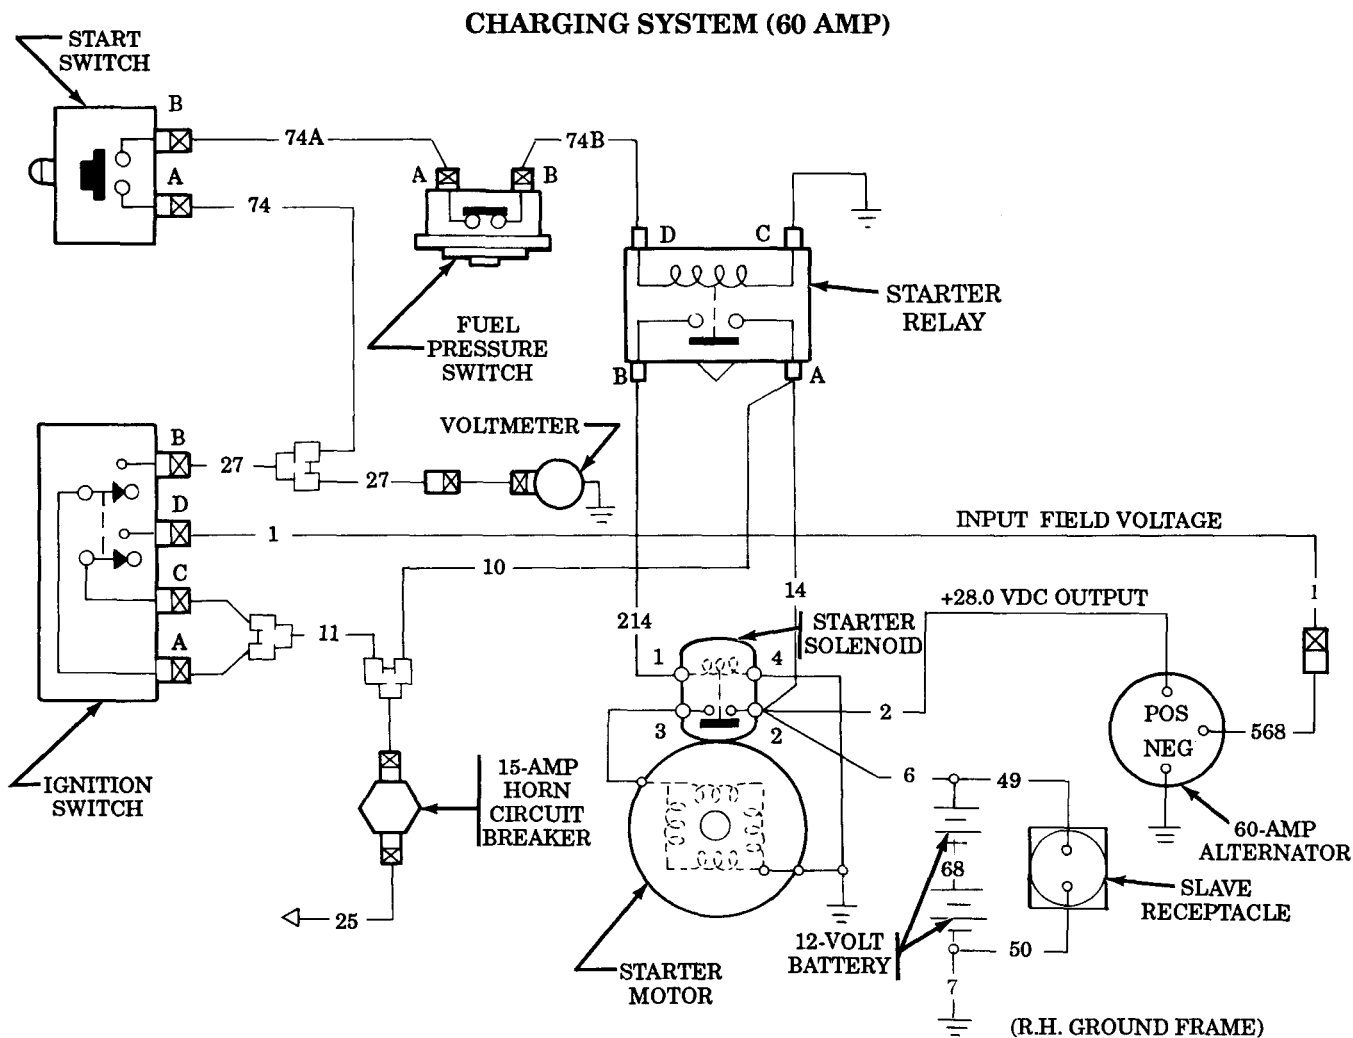 CHARGING SYSTEM (60 AMP)
START
SWITCH
B
A
74A
74
A
B
74B
FUEL
PRESSURE
SWITCH
D
C
STARTER
RELAY
B
A
VOLTMETER
B
27
27
D
1
INPUT FIELD VOLTAGE
C
10
A
11
14
214
+28.0 VDC OUTPUT
1
STARTER
SOLENOID
1
4
3
2
2
POS
NEG
568
IGNITION
SWITCH
15-AMP
HORN
CIRCUIT
BREAKER
6
49
60-AMP
ALTERNATOR
68
SLAVE
RECEPTACLE
25
12-VOLT
BATTERY
50
7
STARTER
MOTOR
(R.H. GROUND FRAME)